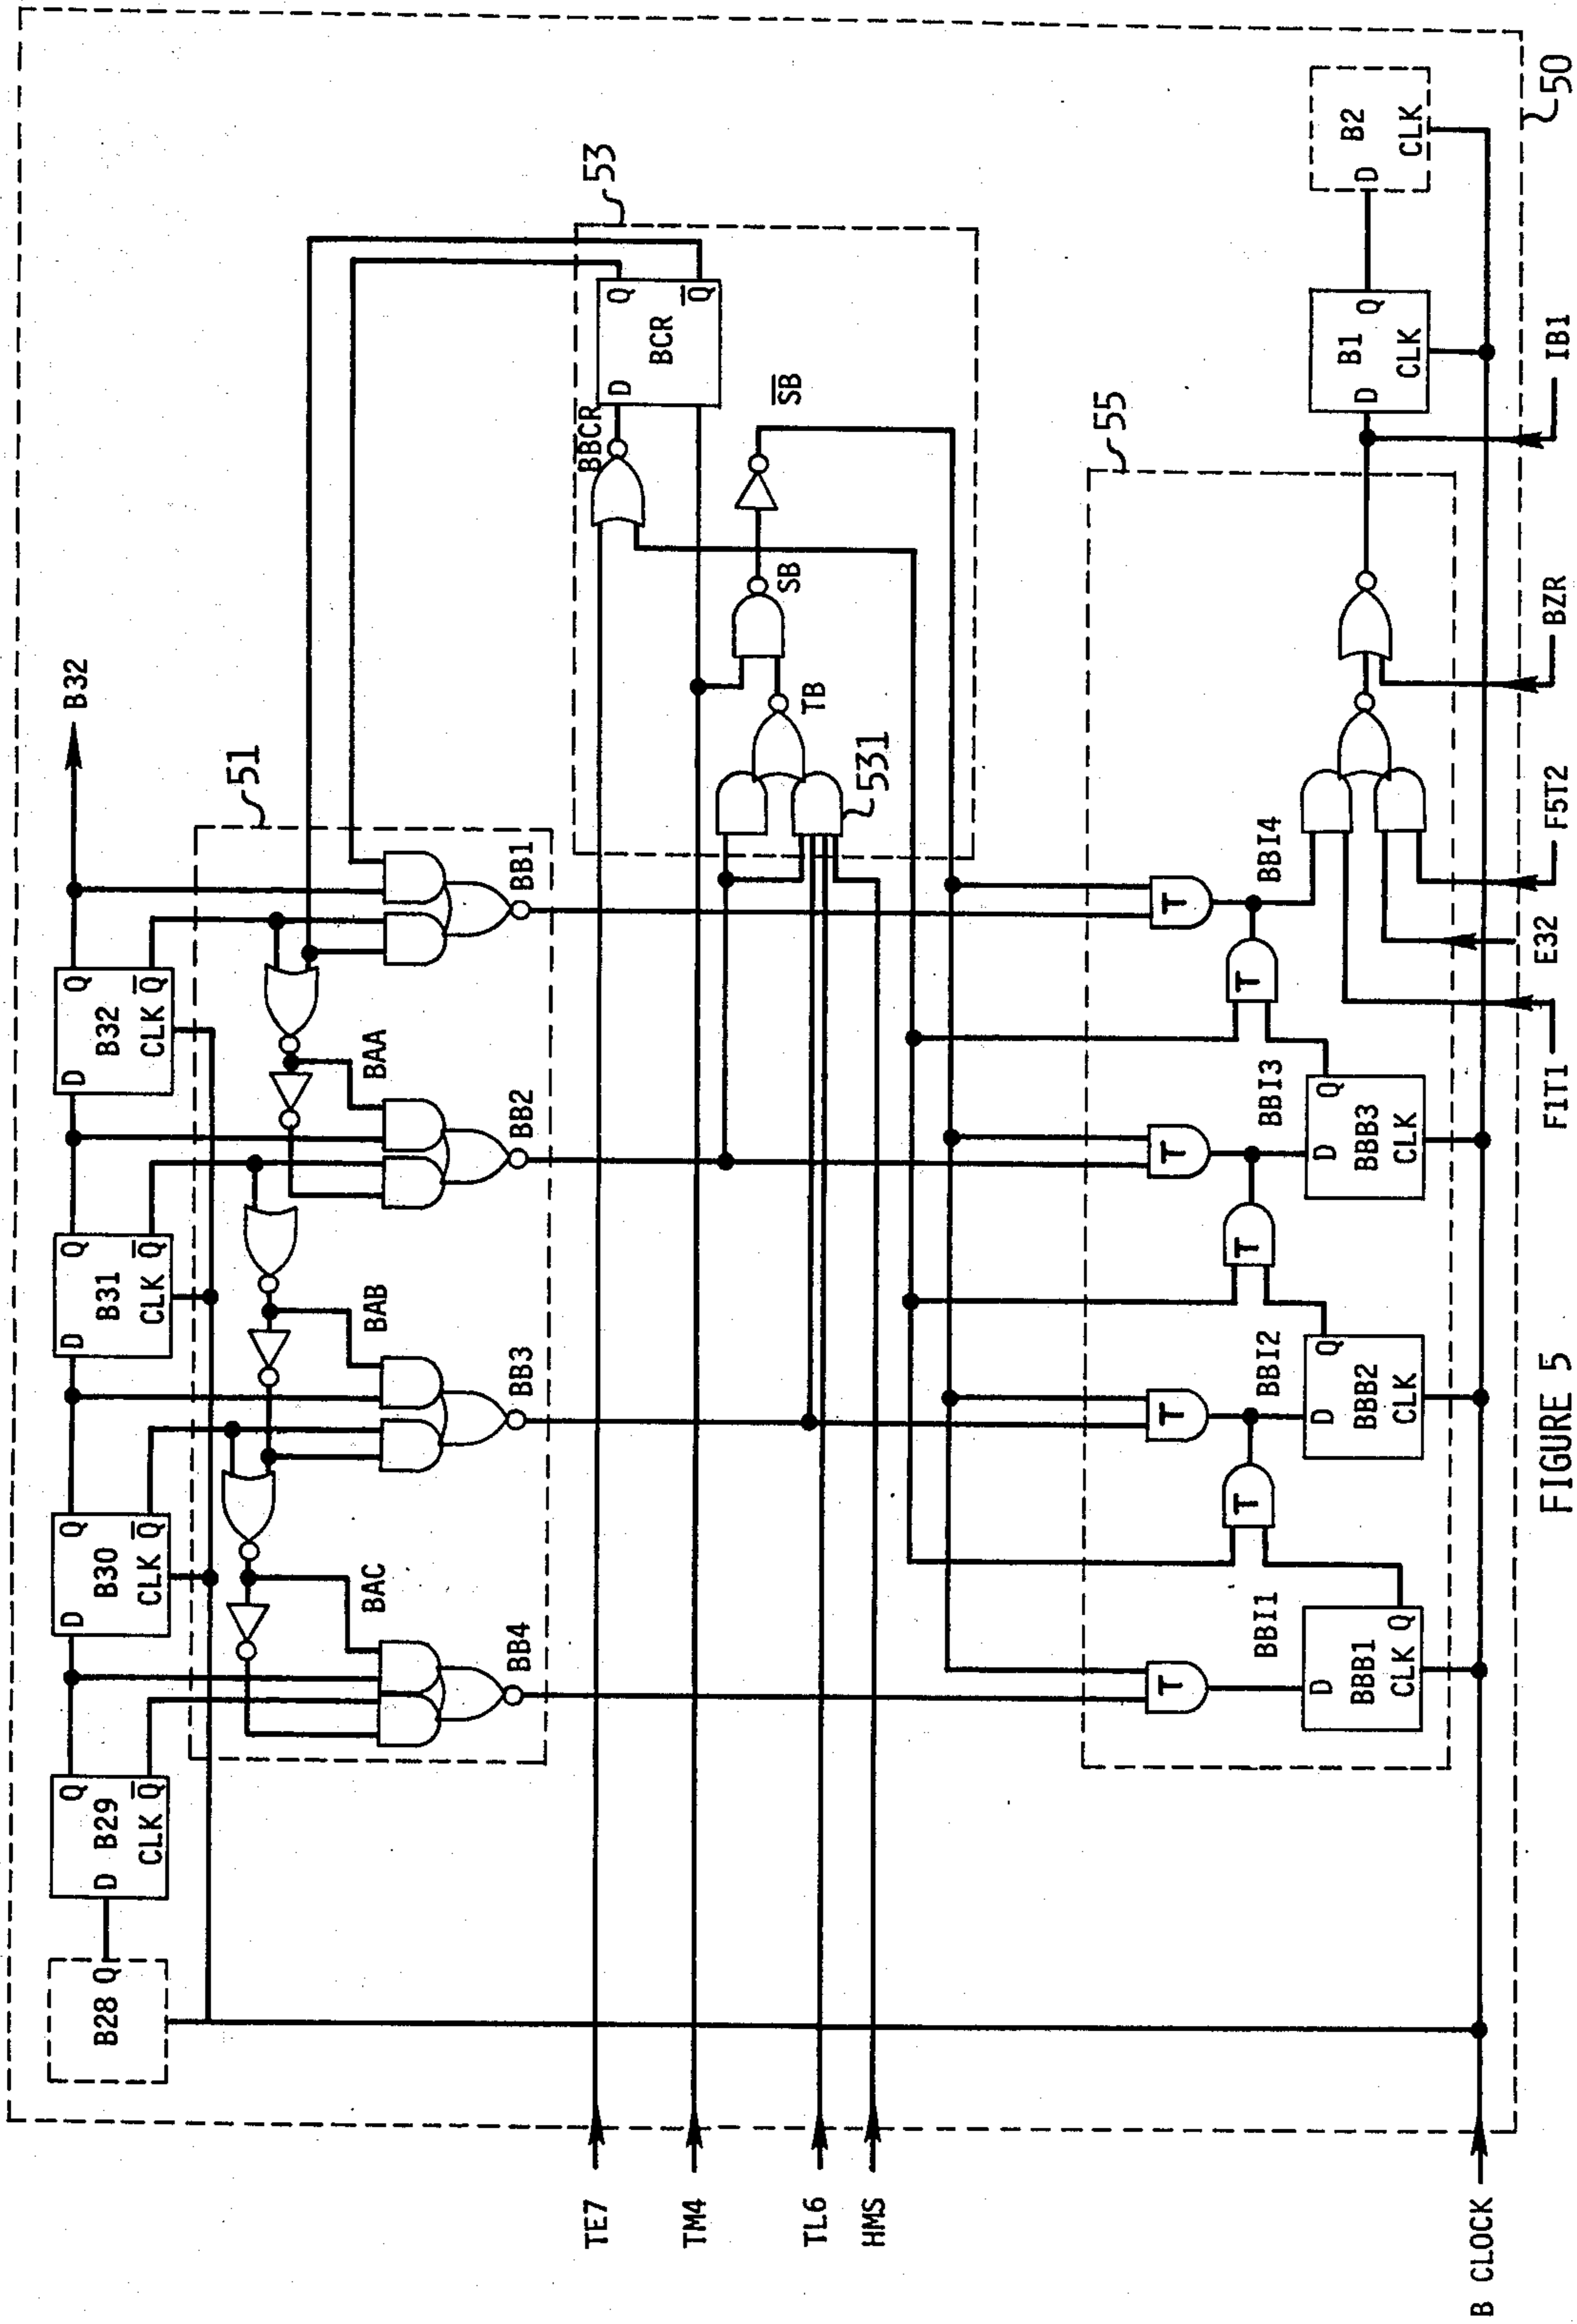 50
B32
B28 Q
D B29 Q
CLK Q̅
D B30 Q
CLK Q̅
D B31 Q
CLK Q̅
D B32 Q
CLK Q̅
51
BAC
BAB
BAA
BB4
BB3
BB2
BB1
53
BBCR
D Q
BCR
Q̅
TB
SB
S̅B̅
531
TE7
TM4
TL6
HMS
55
T
T
T
T
T
T
T
BBI1
BBI2
BBI3
BBI4
D
BBB1
CLK Q
D Q
BBB2
CLK
D Q
BBB3
CLK
D B1 Q
CLK
D B2
CLK
B CLOCK
F1T1
E32
F5T2
BZR
IB1
FIGURE 5